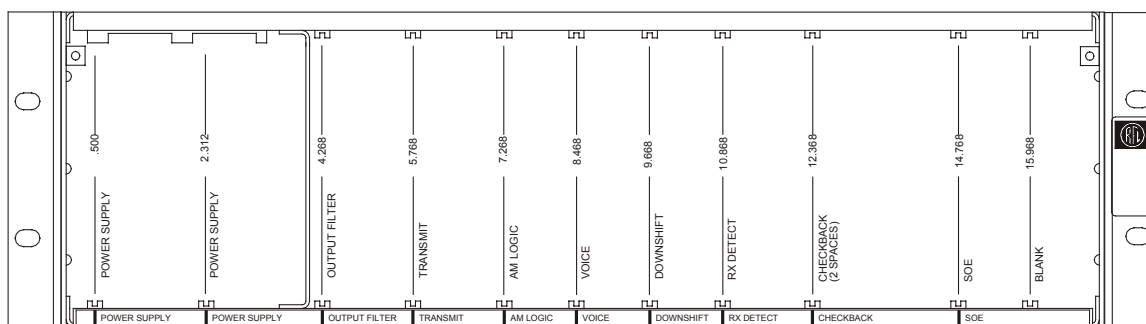 .500
2.312
4.268
5.768
7.268
8.468
9.668
10.868
12.368
14.768
15.968
POWER SUPPLY
POWER SUPPLY
OUTPUT FILTER
TRANSMIT
AM LOGIC
VOICE
DOWNSHIFT
RX DETECT
CHECKBACK
(2 SPACES)
SOE
BLANK
POWER SUPPLY
POWER SUPPLY
OUTPUT FILTER
TRANSMIT
AM LOGIC
VOICE
DOWNSHIFT
RX DETECT
CHECKBACK
SOE
RFL